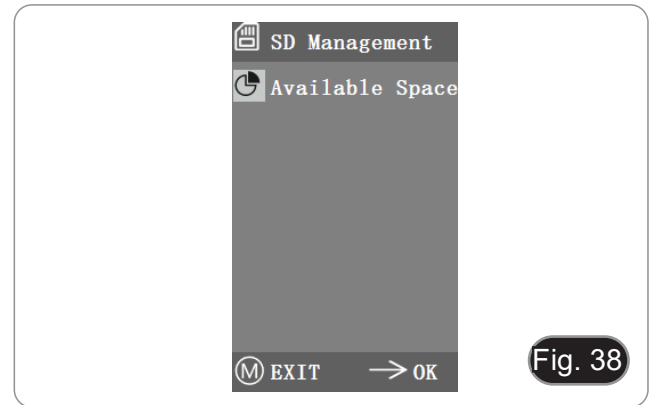 SD Management
Available Space
M EXIT → OK
Fig. 38